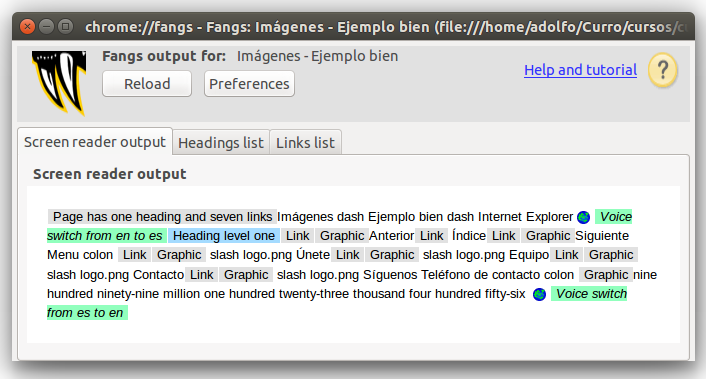 chrome://fangs - Fangs: Imágenes - Ejemplo bien (file:///home/adolfo/Curro/cursos/c
Fangs output for: Imágenes - Ejemplo bien
Reload Preferences Help and tutorial ?
Screen reader output Headings list Links list
Screen reader output
Page has one heading and seven links Imágenes dash Ejemplo bien dash Internet Explorer Voice
switch from en to es Heading level one Link Graphic Anterior Link Índice Link Graphic Siguiente
Menu colon Link Graphic slash logo.png Únete Link Graphic slash logo.png Equipo Link Graphic
slash logo.png Contacto Link Graphic slash logo.png Síguenos Teléfono de contacto colon Graphic nine
hundred ninety-nine million one hundred twenty-three thousand four hundred fifty-six Voice switch
from es to en